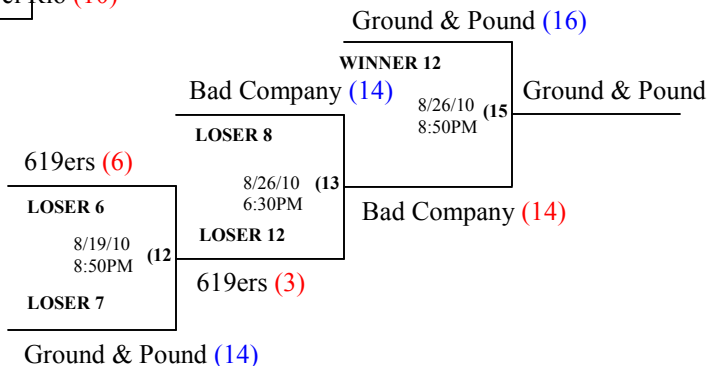 (10)
Ground & Pound (16)
WINNER 12
Bad Company (14)
8/26/10 (15
8:50PM
Ground & Pound
LOSER 8
619ers (6)
8/26/10 (13
6:30PM
LOSER 6
Bad Company (14)
LOSER 12
8/19/10 (12
8:50PM
619ers (3)
LOSER 7
Ground & Pound (14)